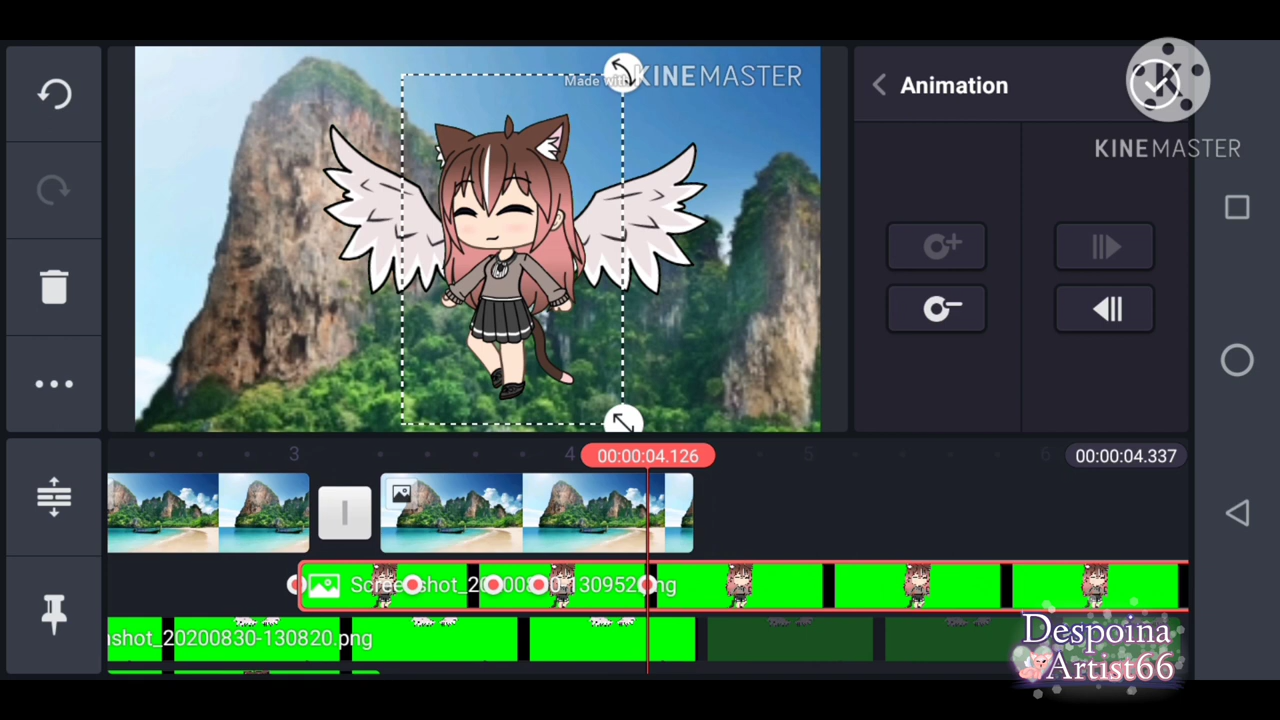 Made with KINEMASTER
Animation
K
KINEMASTER
3
4
00:00:04.126
5
6
00:00:04.337
Screenshot_20200830-130952.png
nshot_20200830-130820.png
Despoina
Artist66